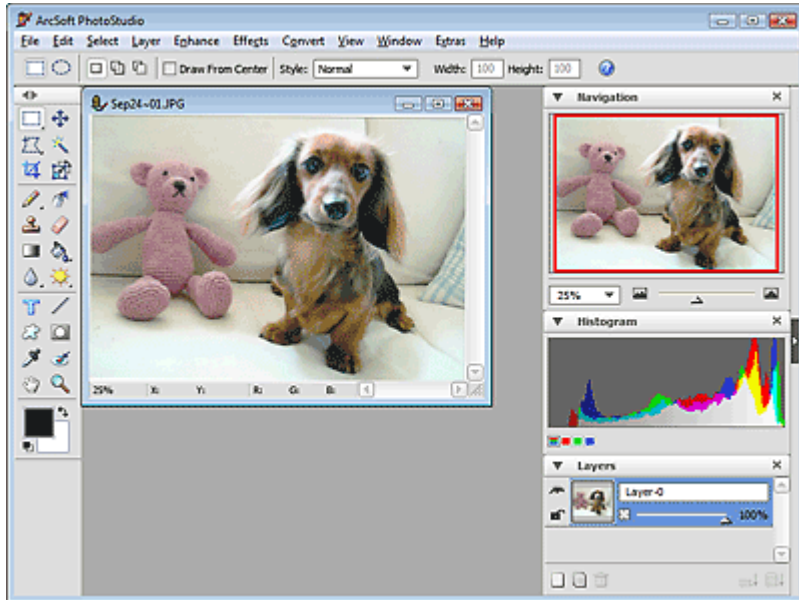 ArcSoft PhotoStudio
File Edit Select Layer Enhance Effects Convert View Window Extras Help
Draw From Center Style: Normal Width: 100 Height: 100
Sep24~01.JPG
25% X: Y: R: G: B:
Navigation
25%
Histogram
Layers
Layer-0
100%